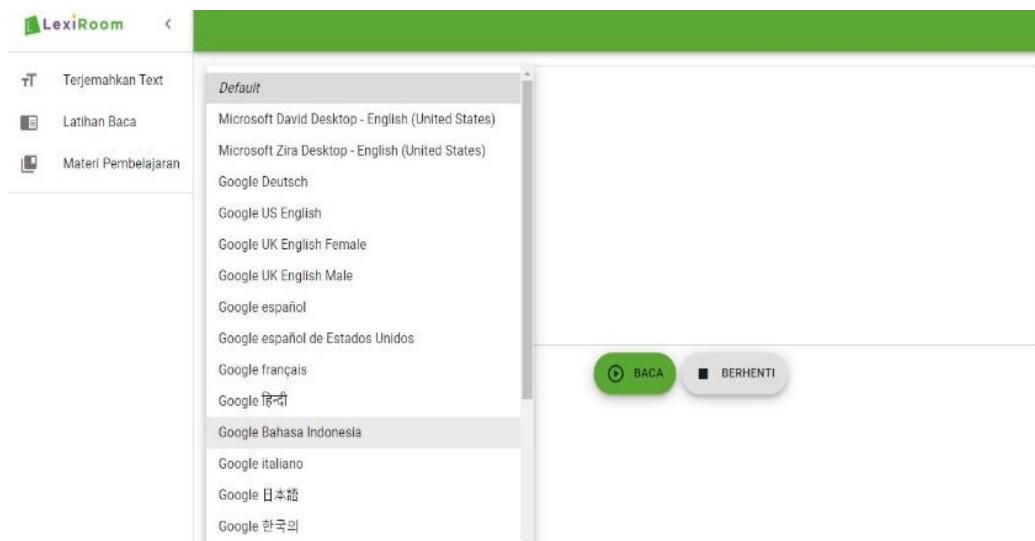 LexiRoom
Terjemahkan Text
Latihan Baca
Materi Pembelajaran
Default
Microsoft David Desktop - English (United States)
Microsoft Zira Desktop - English (United States)
Google Deutsch
Google US English
Google UK English Female
Google UK English Male
Google español
Google español de Estados Unidos
Google français
Google हिन्दी
Google Bahasa Indonesia
Google italiano
Google 日本語
Google 한국의
BACA
BERHENTI